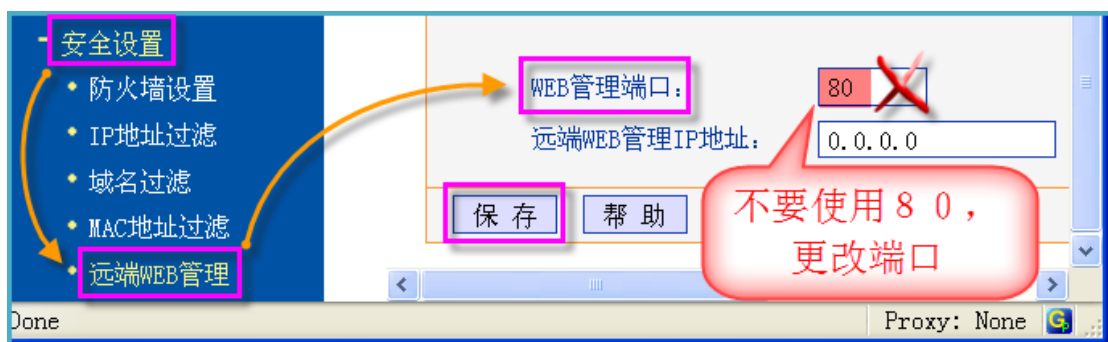 安全设置
防火墙设置
IP地址过滤
域名过滤
MAC地址过滤
远端WEB管理
WEB管理端口：
80
远端WEB管理IP地址：
0.0.0.0
保 存
帮 助
不要使用８０，
更改端口
Done
Proxy: None